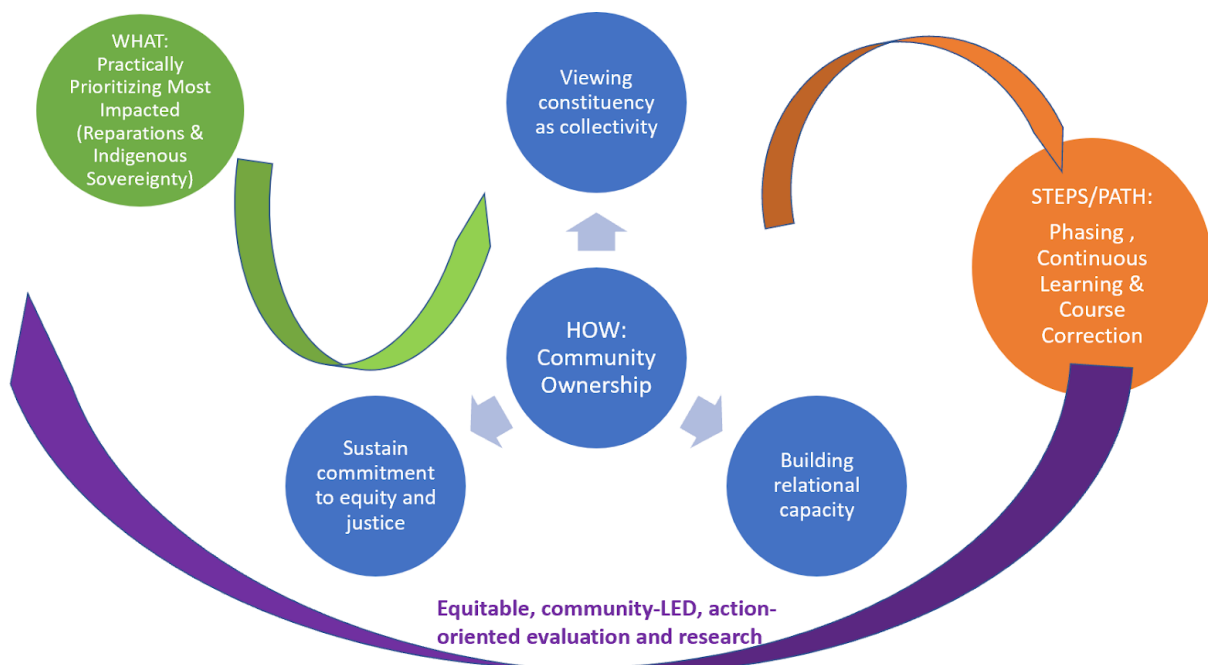 WHAT:
Practically
Prioritizing Most
Impacted
(Reparations &
Indigenous
Sovereignty)
Viewing
constituency
as collectivity
STEPS/PATH:
Phasing ,
Continuous
Learning &
Course
Correction
HOW:
Community
Ownership
Sustain
commitment
to equity and
justice
Building
relational
capacity
Equitable, community-LED, action-
oriented evaluation and research